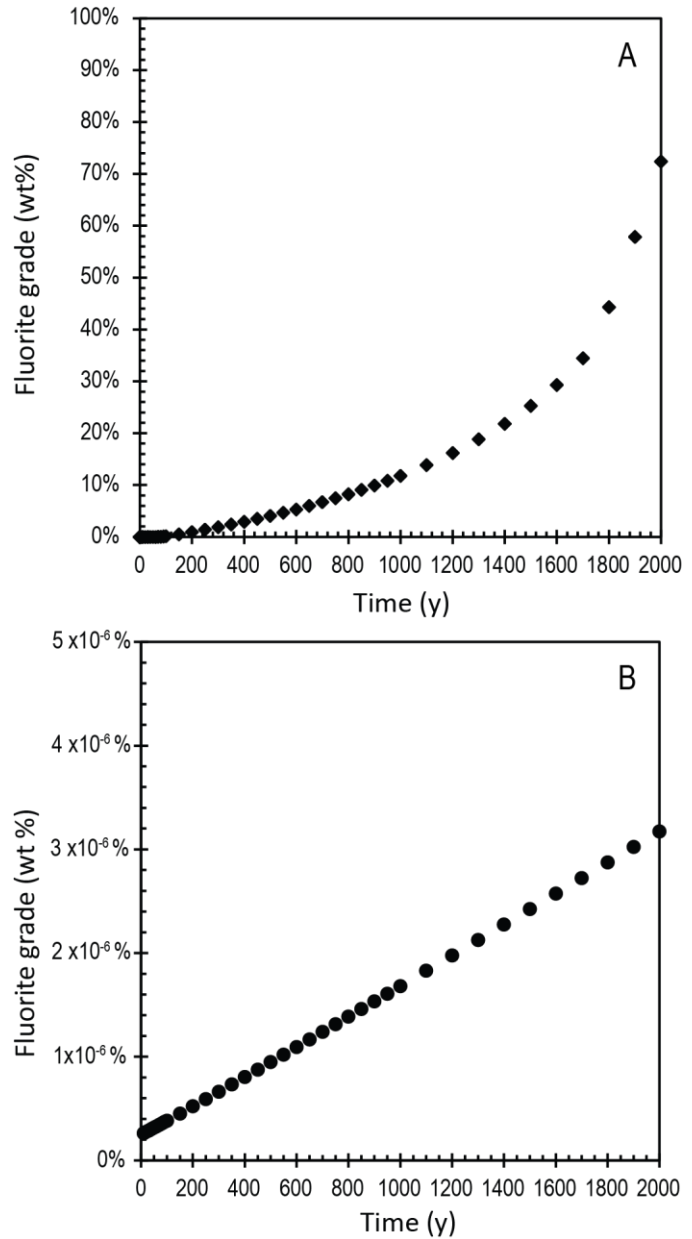 100%
90%
80%
70%
60%
50%
40%
30%
20%
10%
0%
A
Fluorite grade (wt%)
0 200 400 600 800 1000 1200 1400 1600 1800 2000
Time (y)
5 x10⁻⁶ %
4 x10⁻⁶ %
3 x10⁻⁶ %
2 x10⁻⁶ %
1x10⁻⁶ %
0%
B
Fluorite grade (wt %)
0 200 400 600 800 1000 1200 1400 1600 1800 2000
Time (y)